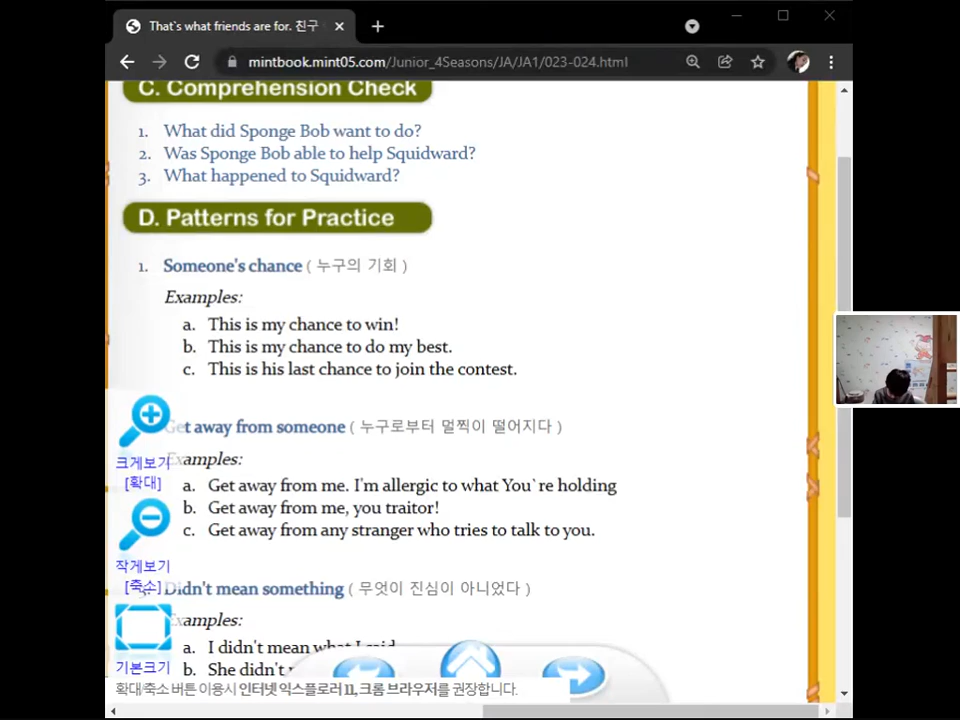 That's what friends are for. 친구
mintbook.mint05.com/Junior_4Seasons/JA/JA1/023-024.html
C. Comprehension Check
1. What did Sponge Bob want to do?
2. Was Sponge Bob able to help Squidward?
3. What happened to Squidward?
D. Patterns for Practice
1. Someone's chance ( 누구의 기회 )
Examples:
a. This is my chance to win!
b. This is my chance to do my best.
c. This is his last chance to join the contest.
Get away from someone ( 누구로부터 멀찍이 떨어지다 )
Examples:
a. Get away from me. I'm allergic to what You`re holding
b. Get away from me, you traitor!
c. Get away from any stranger who tries to talk to you.
Didn't mean something ( 무엇이 진심이 아니었다 )
Examples:
a. I didn't mean what I said
b. She didn't
크게보기
[확대]
작게보기
[축소]
기본크기
확대/축소 버튼 이용시 인터넷 익스플로러 11, 크롬 브라우저를 권장합니다.